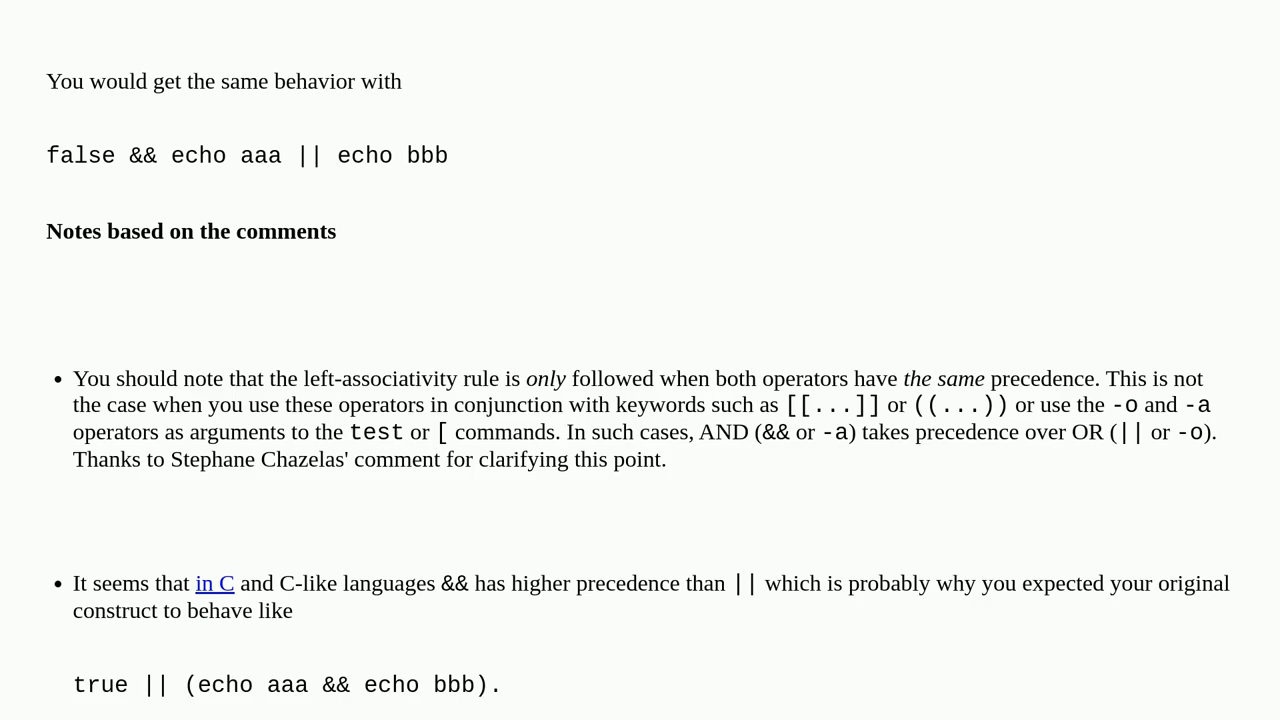 You would get the same behavior with
false && echo aaa || echo bbb
Notes based on the comments
• You should note that the left-associativity rule is only followed when both operators have the same precedence. This is not
the case when you use these operators in conjunction with keywords such as [[...]] or ((...)) or use the -o and -a
operators as arguments to the test or [ commands. In such cases, AND (&& or -a) takes precedence over OR (|| or -o).
Thanks to Stephane Chazelas' comment for clarifying this point.
• It seems that in C and C-like languages && has higher precedence than || which is probably why you expected your original
construct to behave like
true || (echo aaa && echo bbb).